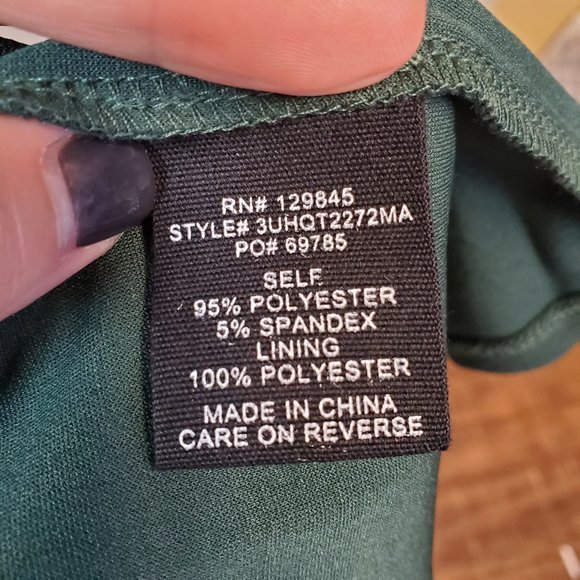 RN# 129845
STYLE# 3UHQT2272MA
PO# 69785
SELF
95% POLYESTER
5% SPANDEX
LINING
100% POLYESTER
MADE IN CHINA
CARE ON REVERSE